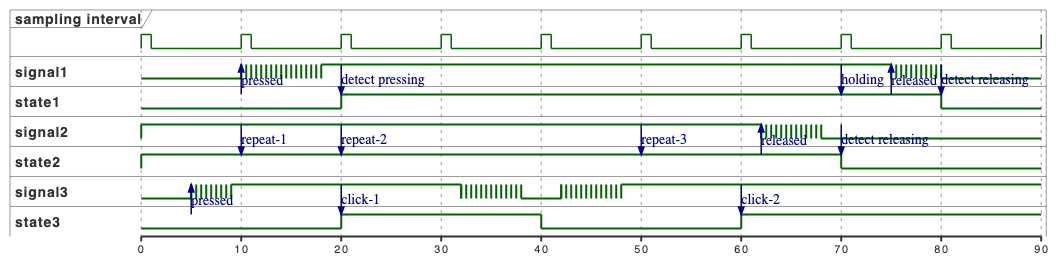 sampling interval
signal1
pressed
detect pressing
holding
released
detect releasing
state1
signal2
repeat-1
repeat-2
repeat-3
released
detect releasing
state2
signal3
pressed
click-1
click-2
state3
0 10 20 30 40 50 60 70 80 90